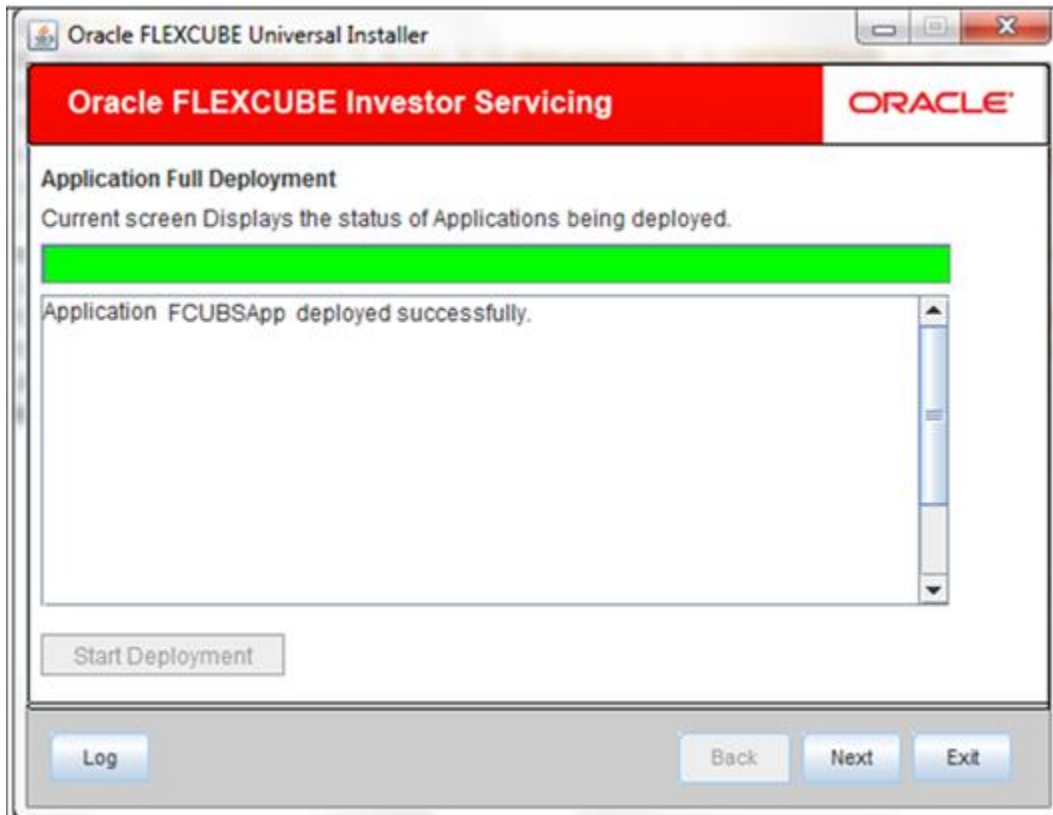 Oracle FLEXCUBE Universal Installer
Oracle FLEXCUBE Investor Servicing
ORACLE
Application Full Deployment
Current screen Displays the status of Applications being deployed.
Application FCUBSApp deployed successfully.
Start Deployment
Log
Back
Next
Exit